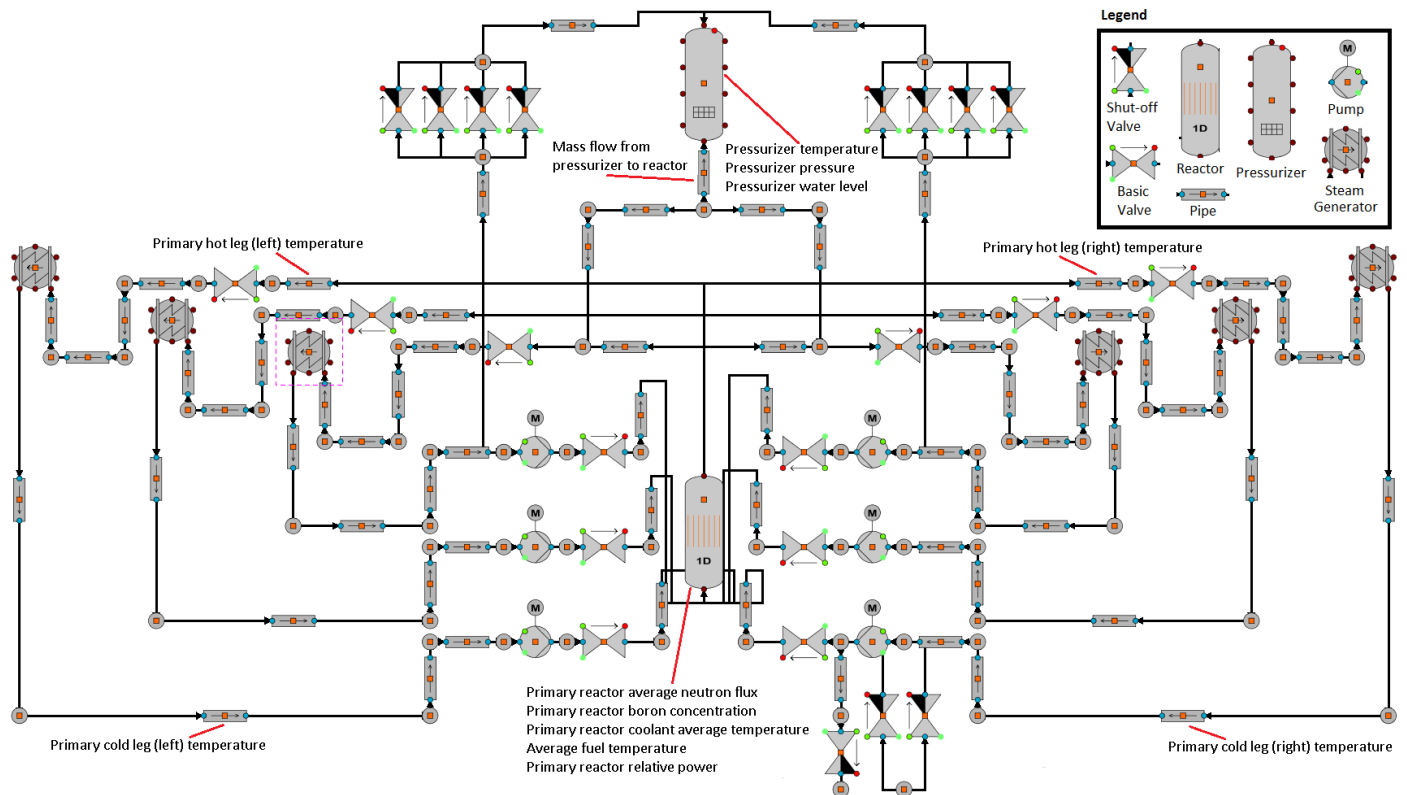 Legend
M
Shut-off
Valve
1D
Reactor
Pressurizer
Pump
Basic
Valve
Pipe
Steam
Generator
Mass flow from
pressurizer to reactor
Pressurizer temperature
Pressurizer pressure
Pressurizer water level
Primary hot leg (left) temperature
Primary hot leg (right) temperature
M
M
M
M
1D
M
M
Primary reactor average neutron flux
Primary reactor boron concentration
Primary reactor coolant average temperature
Average fuel temperature
Primary reactor relative power
Primary cold leg (left) temperature
Primary cold leg (right) temperature